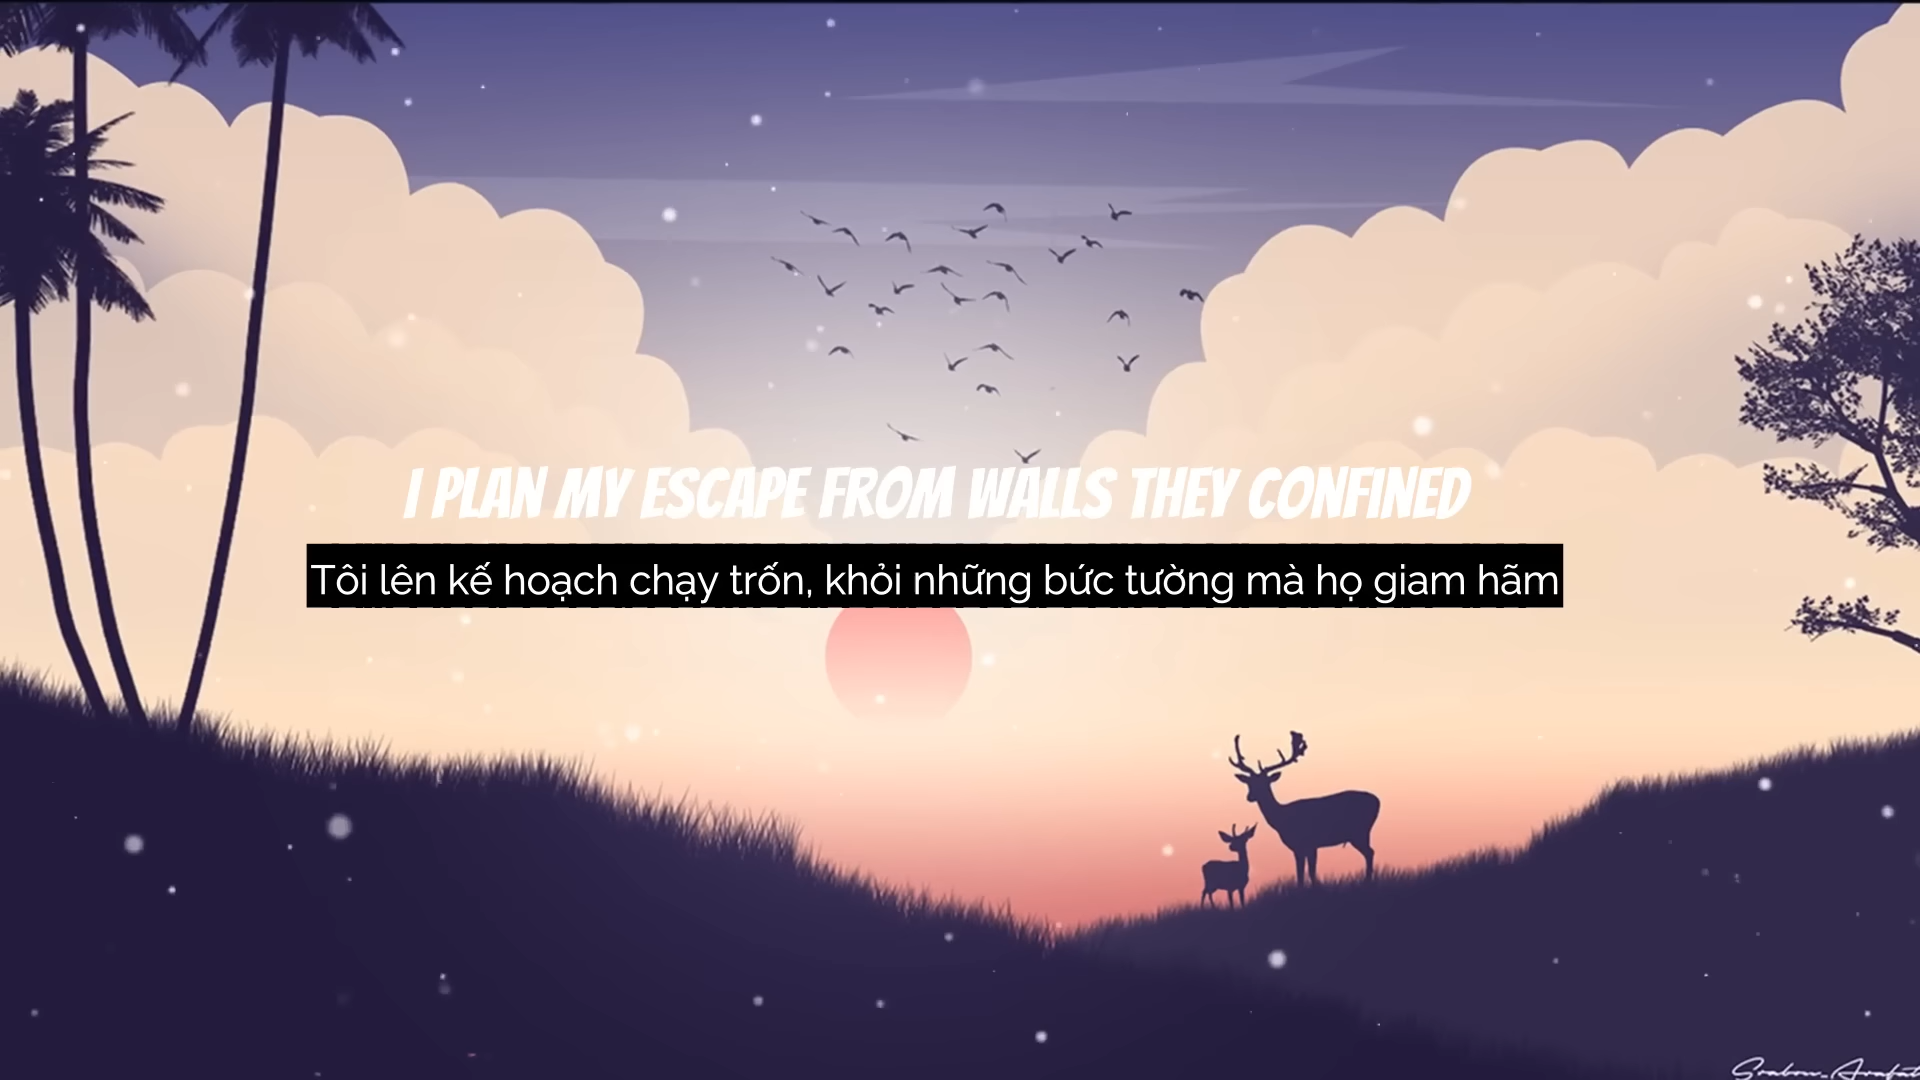 I PLAN MY ESCAPE FROM WALLS THEY CONFINED
Tôi lên kế hoạch chạy trốn, khỏi những bức tường mà họ giam hãm